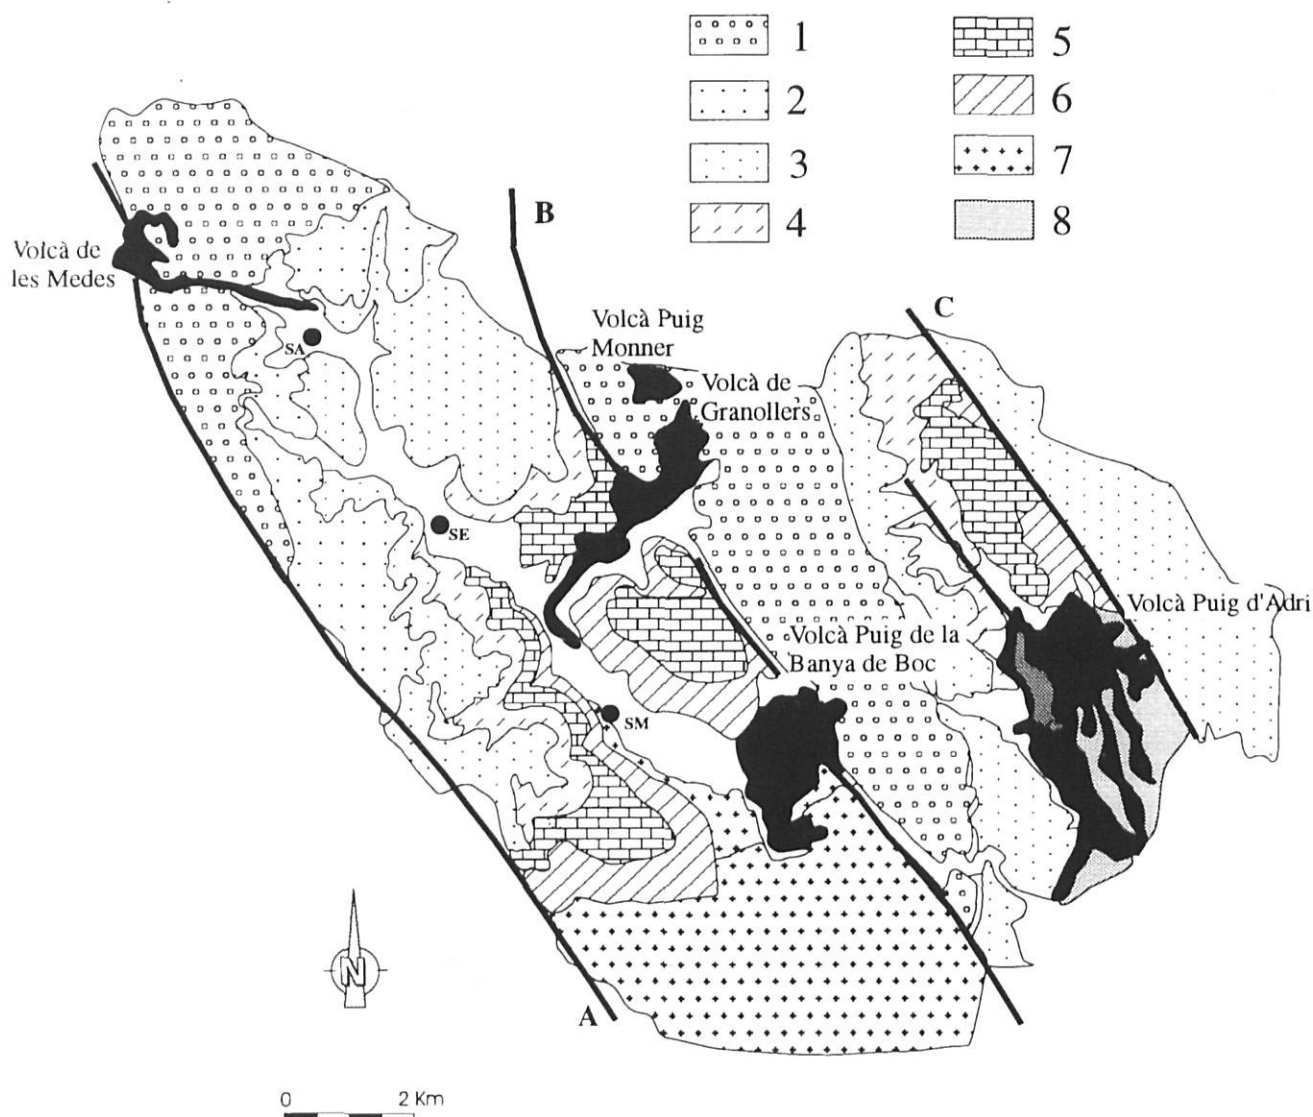 1
5
2
6
3
7
4
8
B
Volcà de
les Medes
C
Volcà Puig
Monner
SA
Volcà de
Granollers
SE
Volcà Puig d'Adri
Volcà Puig de la
Banya de Boc
SM
N
A
0 2 Km